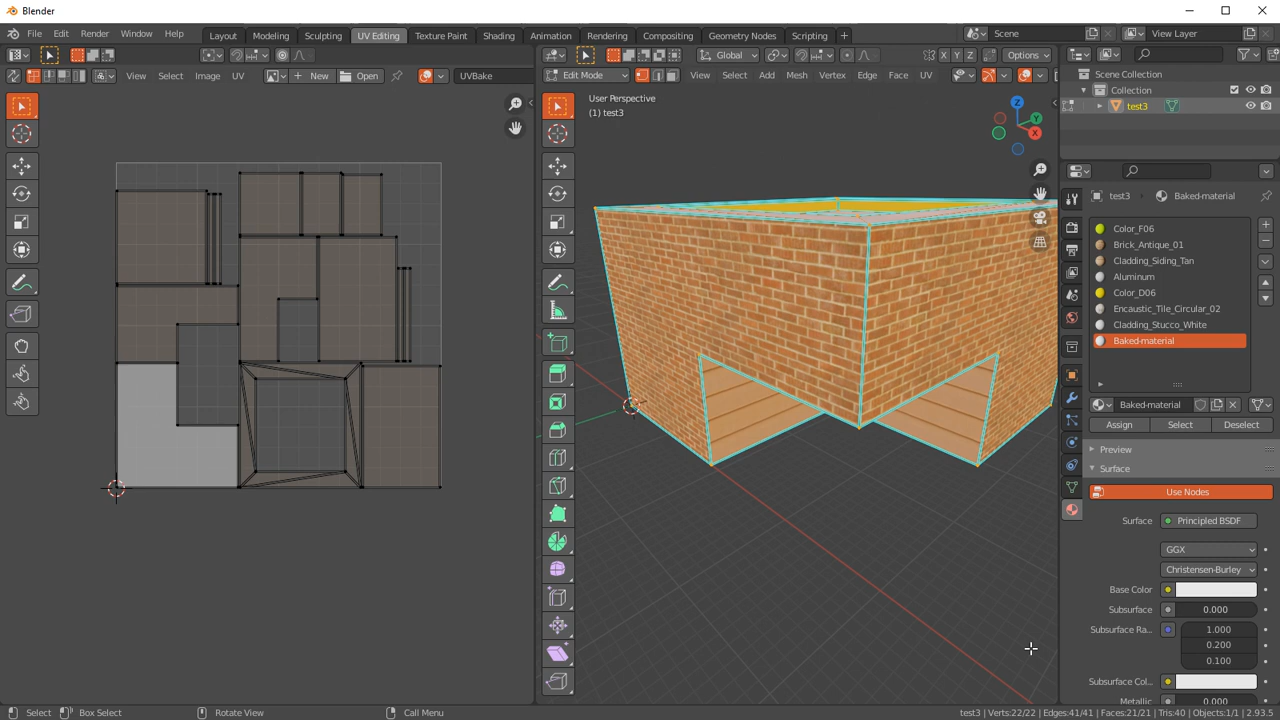 Blender
File Edit Render Window Help Layout Modeling Sculpting UV Editing Texture Paint Shading Animation Rendering Compositing Geometry Nodes Scripting + Scene View Layer
Global X Y Z Options
View Select Image UV New Open UVBake Edit Mode View Select Add Mesh Vertex Edge Face UV
User Perspective
(1) test3
Z
Y
X
Scene Collection
Collection
test3
test3 Baked-material
Color_F06
Brick_Antique_01
Cladding_Siding_Tan
Aluminum
Color_D06
Encaustic_Tile_Circular_02
Cladding_Stucco_White
Baked-material
Baked-material
Assign Select Deselect
Preview
Surface
Use Nodes
Surface Principled BSDF
GGX
Christensen-Burley
Base Color
Subsurface 0.000
Subsurface Ra... 1.000
0.200
0.100
Subsurface Col...
Metallic 0.000
Select Box Select Rotate View Call Menu test3 | Verts:22/22 | Edges:41/41 | Faces:21/21 | Tris:40 | Objects:1/1 | 2.93.5